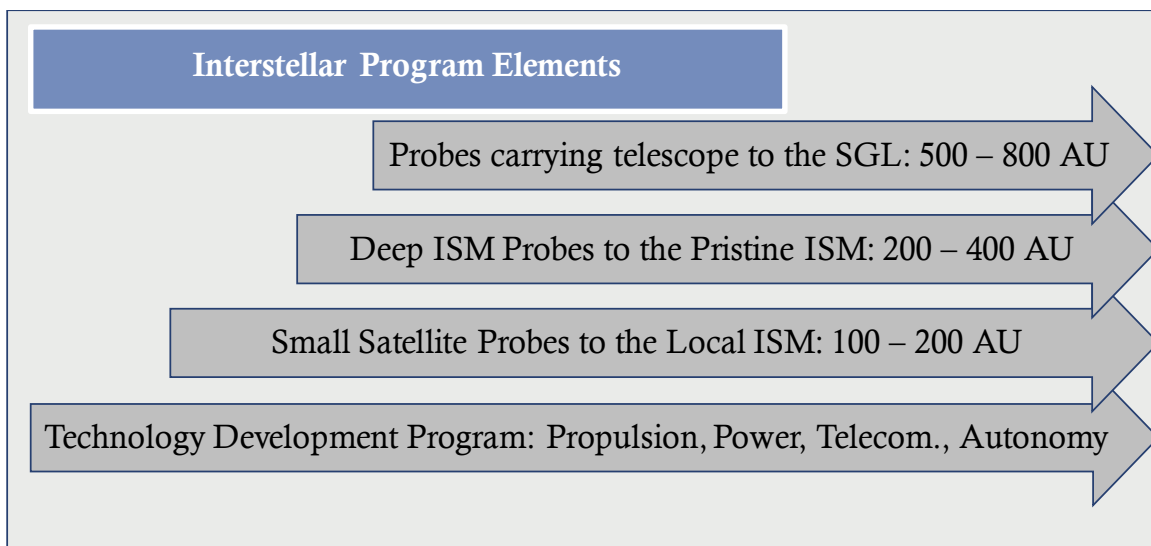 Interstellar Program Elements
Probes carrying telescope to the SGL: 500 – 800 AU
Deep ISM Probes to the Pristine ISM: 200 – 400 AU
Small Satellite Probes to the Local ISM: 100 – 200 AU
Technology Development Program: Propulsion, Power, Telecom., Autonomy